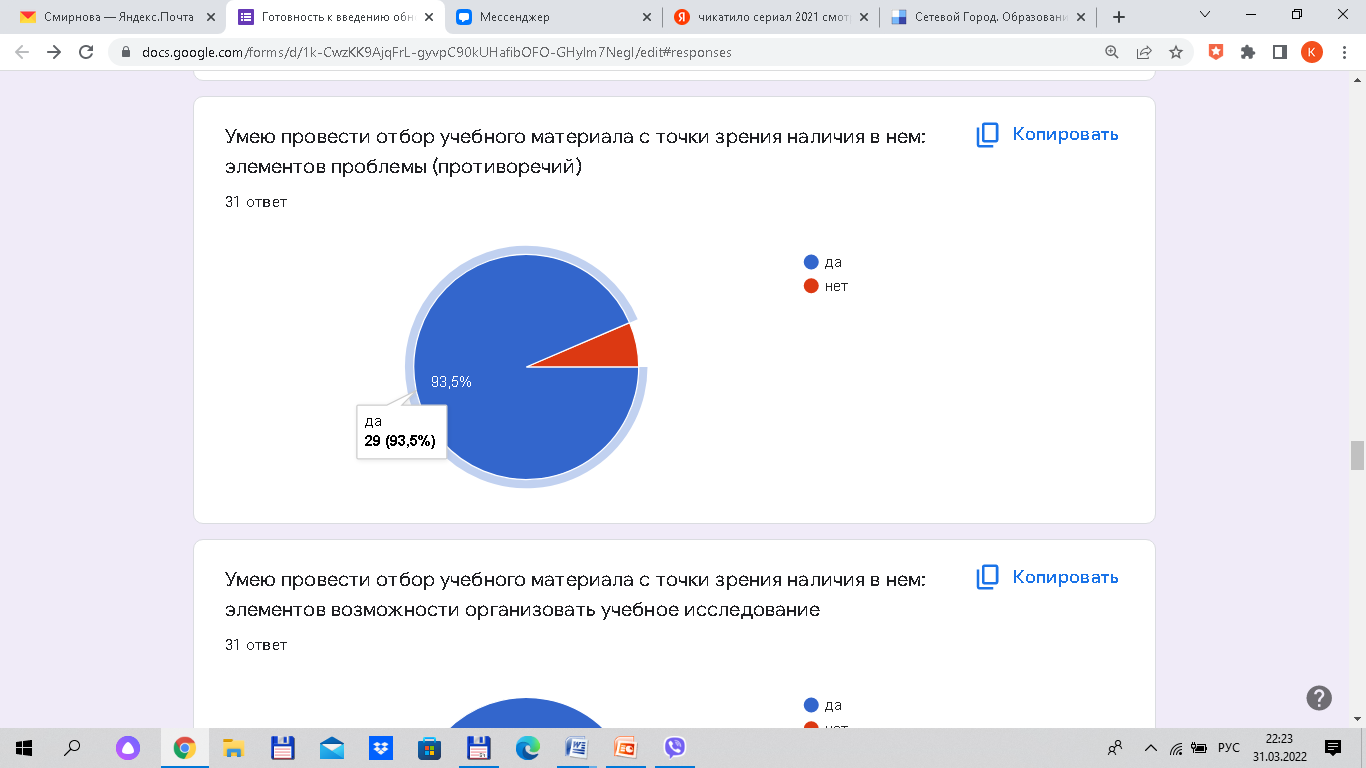 Смирнова — Яндекс.Почта
Готовность к введению обн
Мессенджер
чикатило сериал 2021 смот
Сетевой Город. Образовани
docs.google.com/forms/d/1k-CwzKK9AjqFrL-gyvpC90kUHafibOFO-GHylm7NegI/edit#responses
К
Умею провести отбор учебного материала с точки зрения наличия в нем:
элементов проблемы (противоречий)
Копировать
31 ответ
да
нет
93,5%
да
29 (93,5%)
Умею провести отбор учебного материала с точки зрения наличия в нем:
элементов возможности организовать учебное исследование
Копировать
31 ответ
да
нет
РУС
22:23
31.03.2022